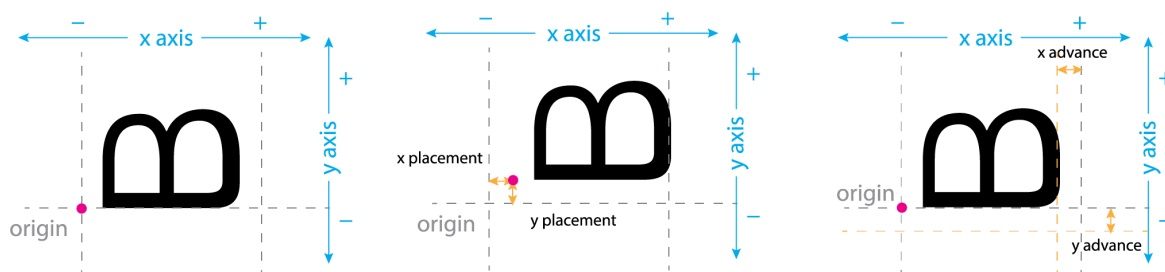 − +
x axis
B
+
y axis
−
origin
− +
x axis
B
+
y axis
−
x placement
origin
y placement
− +
x axis
x advance
B
+
y axis
−
origin
y advance